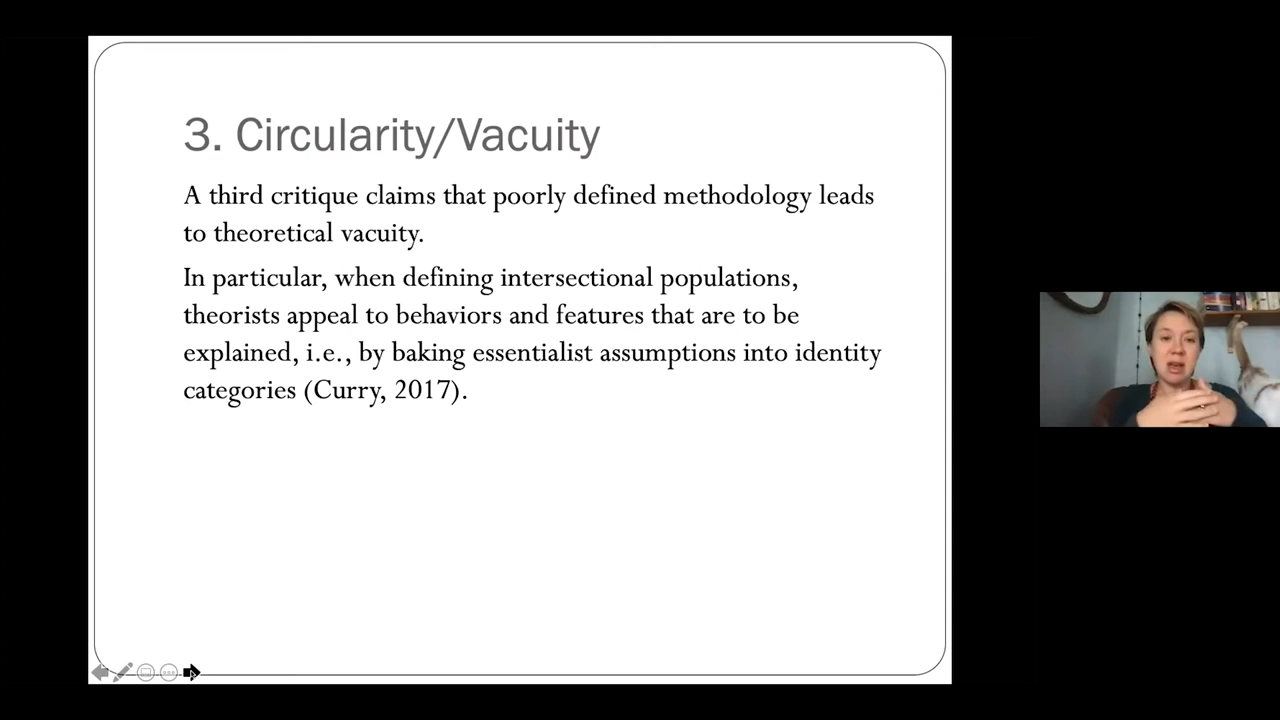 3. Circularity/Vacuity
A third critique claims that poorly defined methodology leads
to theoretical vacuity.
In particular, when defining intersectional populations,
theorists appeal to behaviors and features that are to be
explained, i.e., by baking essentialist assumptions into identity
categories (Curry, 2017).